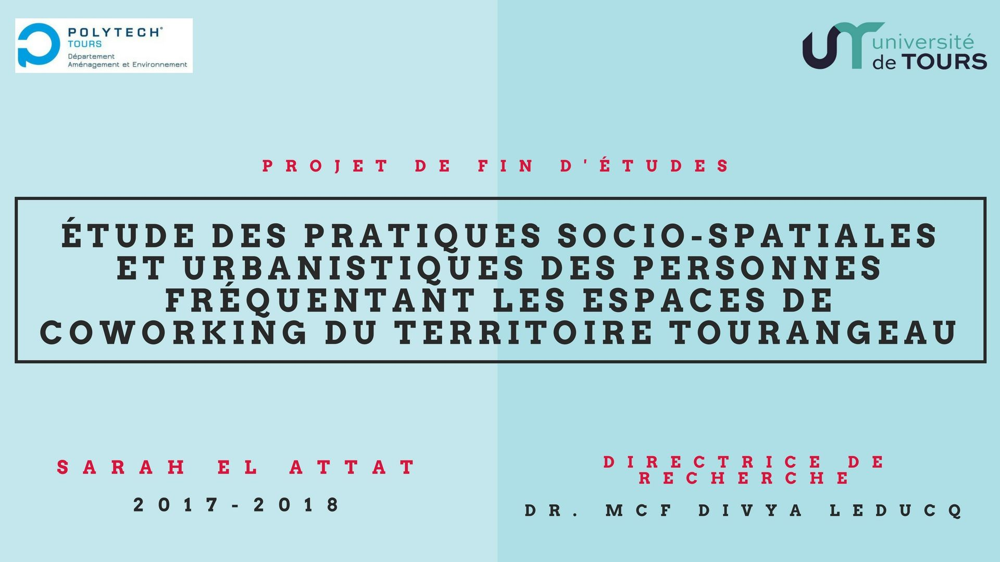 POLYTECH°
TOURS
Département
Aménagement et Environnement
université
de TOURS
PROJET DE FIN D'ÉTUDES
ÉTUDE DES PRATIQUES SOCIO-SPATIALES
ET URBANISTIQUES DES PERSONNES
FRÉQUENTANT LES ESPACES DE
COWORKING DU TERRITOIRE TOURANGEAU
SARAH EL ATTAT
2017-2018
DIRECTRICE DE
RECHERCHE
DR. MCF DIVYA LEDUCQ